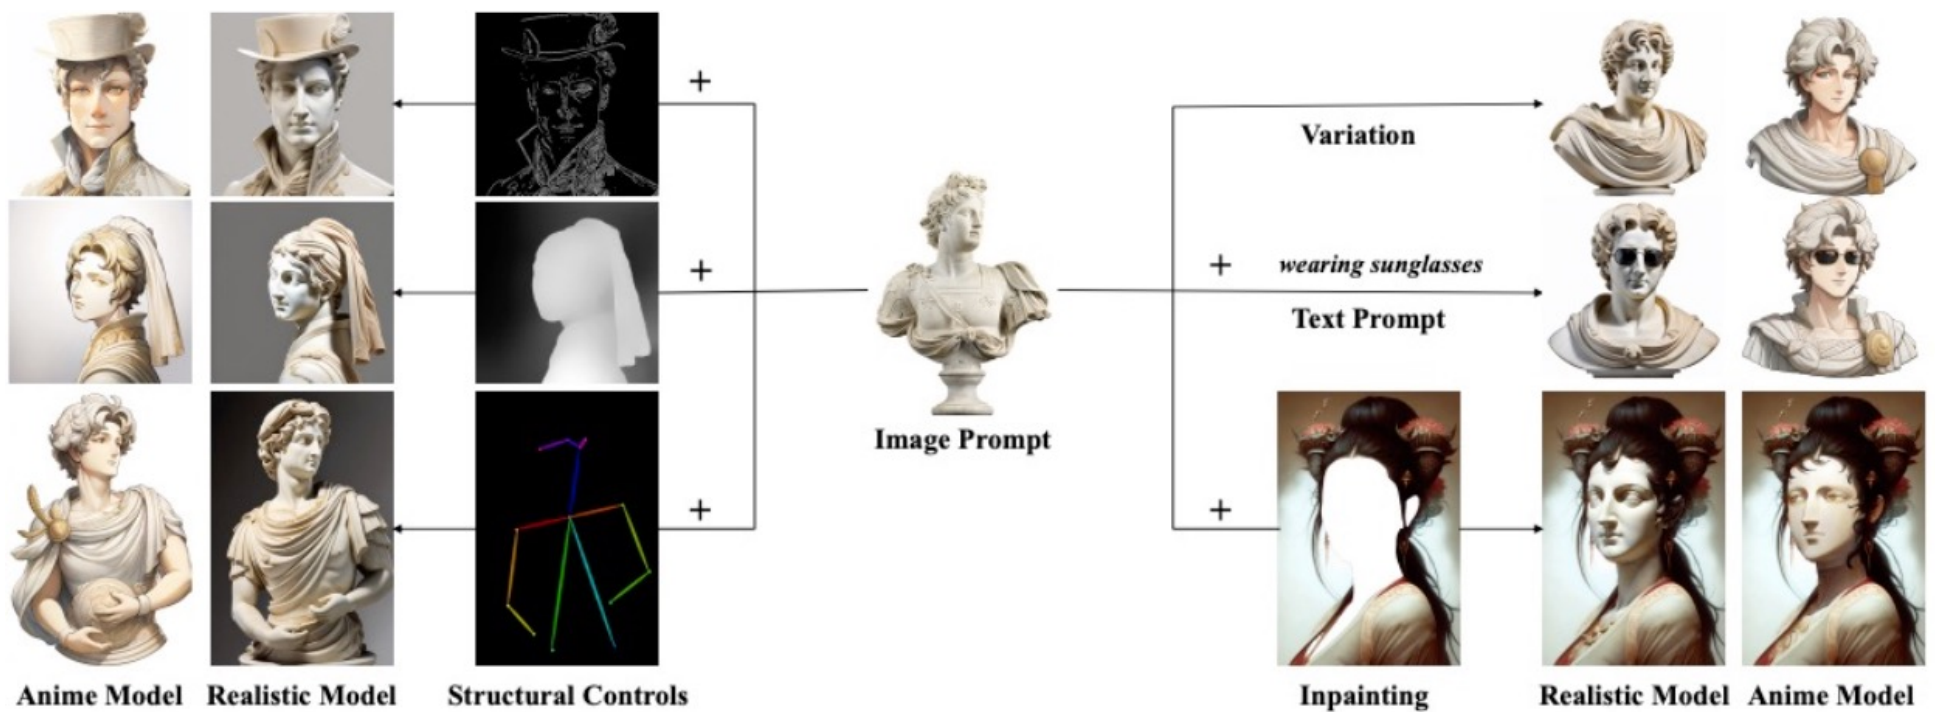 +
Variation
+ wearing sunglasses
+
Text Prompt
Image Prompt
+
+
Anime Model
Realistic Model
Structural Controls
Inpainting
Realistic Model
Anime Model